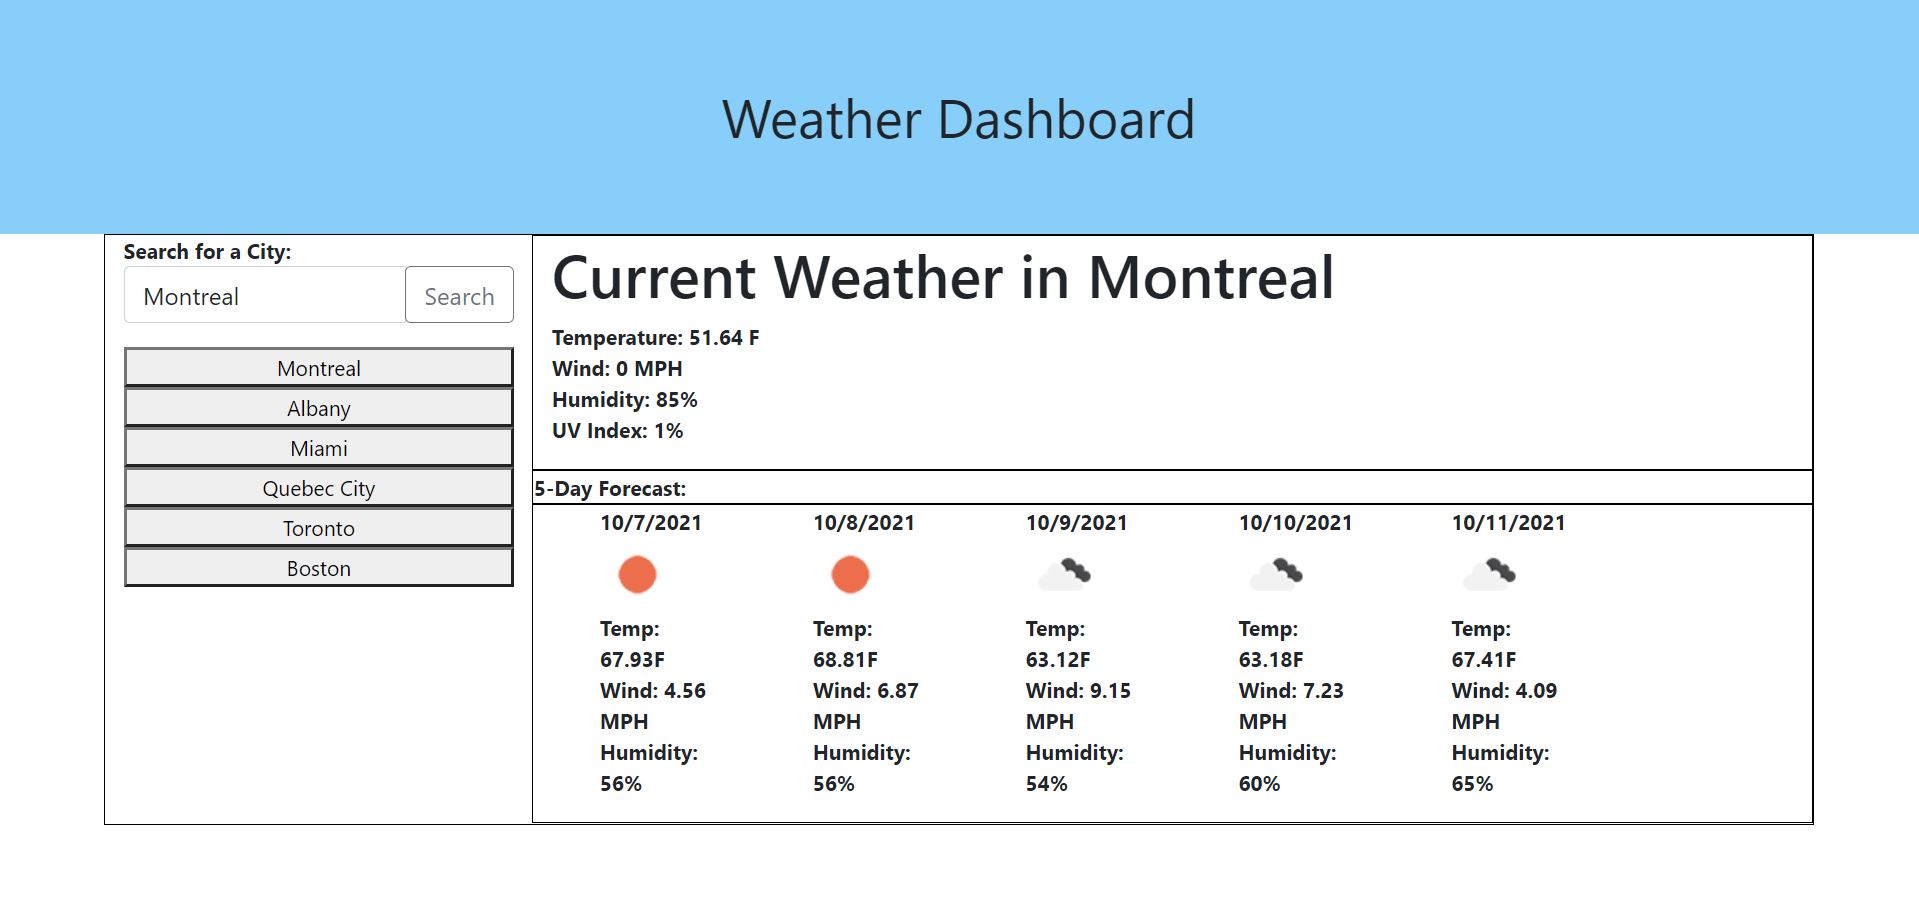 Weather Dashboard
Search for a City:
Montreal
Search
Montreal
Albany
Miami
Quebec City
Toronto
Boston
Current Weather in Montreal
Temperature: 51.64 F
Wind: 0 MPH
Humidity: 85%
UV Index: 1%
5-Day Forecast:
10/7/2021
Temp:
67.93F
Wind: 4.56
MPH
Humidity:
56%
10/8/2021
Temp:
68.81F
Wind: 6.87
MPH
Humidity:
56%
10/9/2021
Temp:
63.12F
Wind: 9.15
MPH
Humidity:
54%
10/10/2021
Temp:
63.18F
Wind: 7.23
MPH
Humidity:
60%
10/11/2021
Temp:
67.41F
Wind: 4.09
MPH
Humidity:
65%